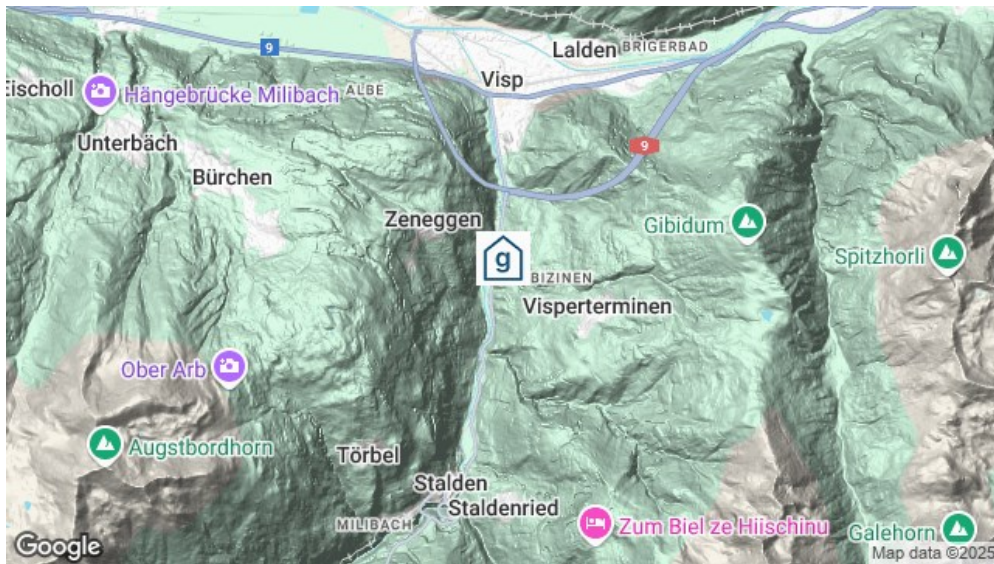 9
Lalden
BRIGERBAD
Visp
Eischoll
Hängebrücke Milibach
ALBE
Unterbäch
9
Bürchen
Zeneggen
Gibidum
Spitzhorli
g
BIZINEN
Visperterminen
Ober Arb
Augstbordhorn
Törbel
Stalden
Staldenried
MILIBACH
Zum Biel ze Hiischinu
Galehorn
Google
Map data ©2025